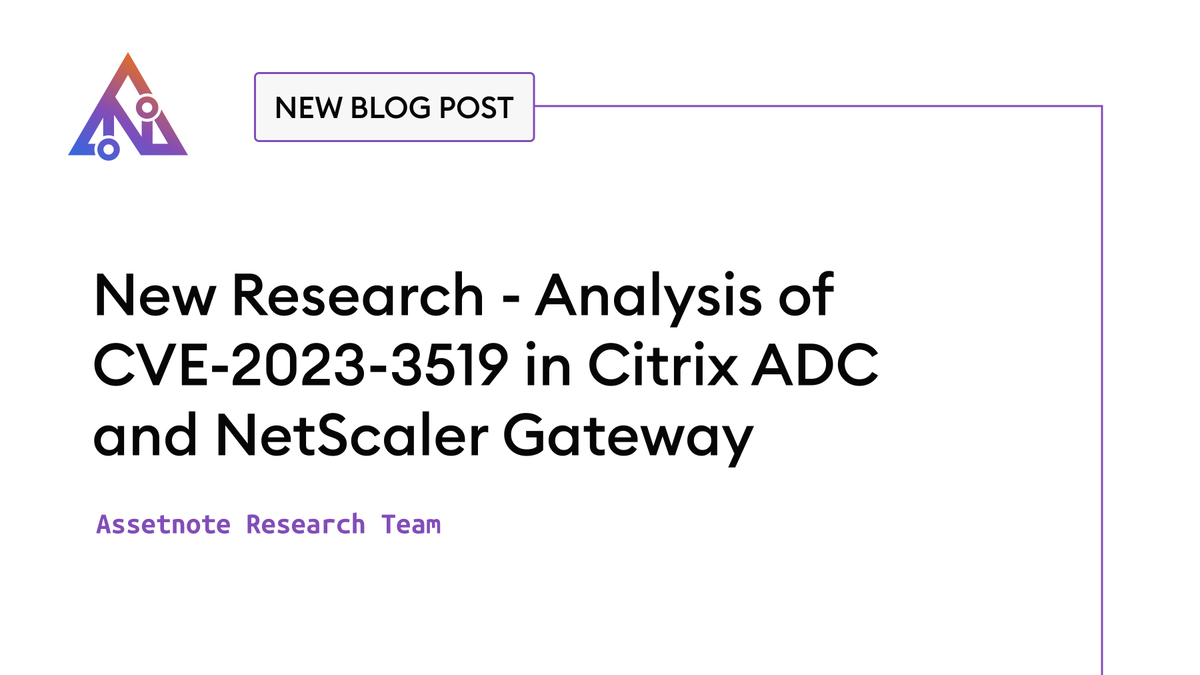 NEW BLOG POST
New Research - Analysis of
CVE-2023-3519 in Citrix ADC
and NetScaler Gateway
Assetnote Research Team